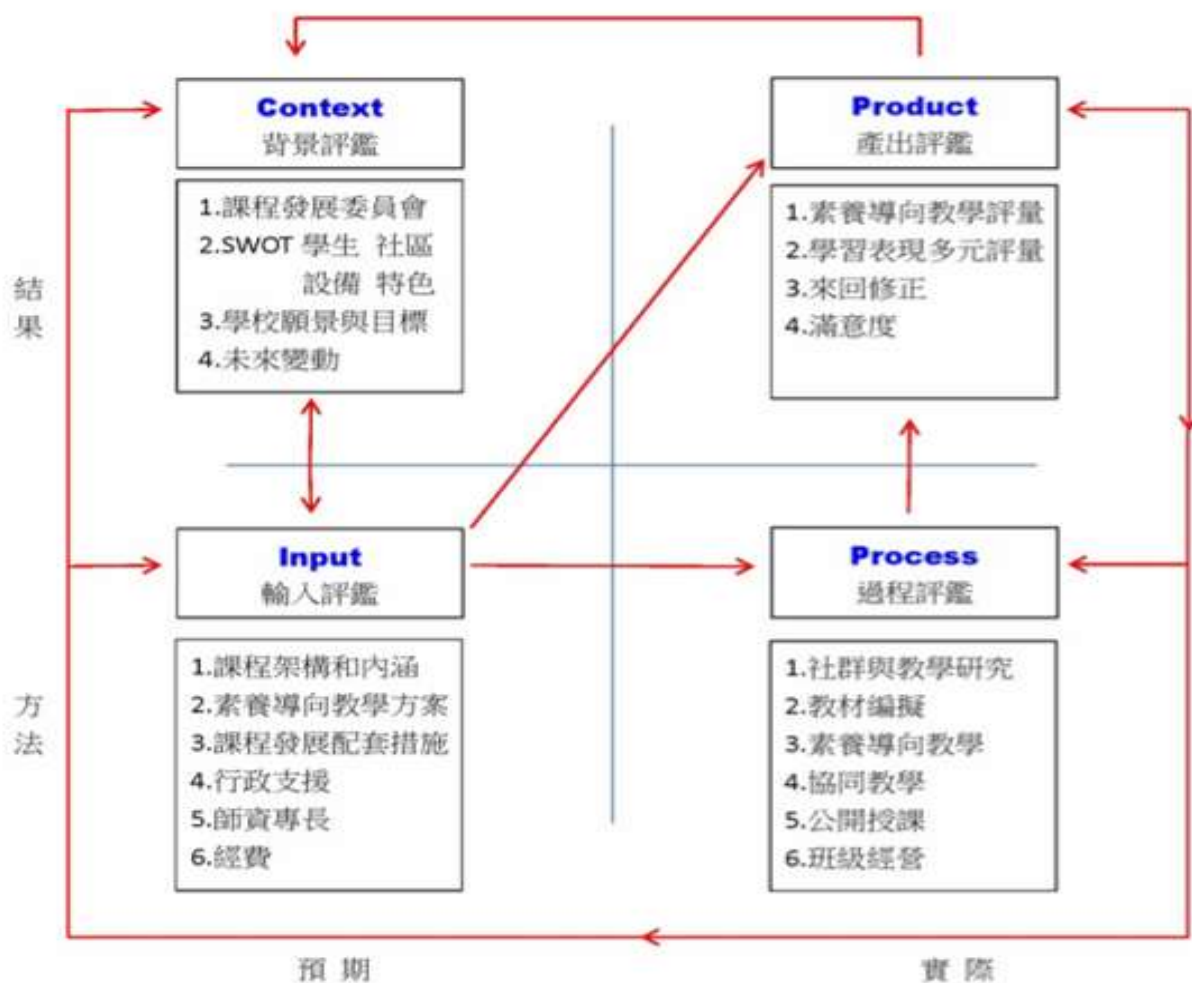 Context
背景評鑑
1.課程發展委員會
2.SWOT 學生 社區
設備 特色
3.學校願景與目標
4.未來變動
Product
產出評鑑
1.素養導向教學評量
2.學習表現多元評量
3.來回修正
4.滿意度
結果
Input
輸入評鑑
1.課程架構和內涵
2.素養導向教學方案
3.課程發展配套措施
4.行政支援
5.師資專長
6.經費
Process
過程評鑑
1.社群與教學研究
2.教材編擬
3.素養導向教學
4.協同教學
5.公開授課
6.班級經營
方法
預期
實際